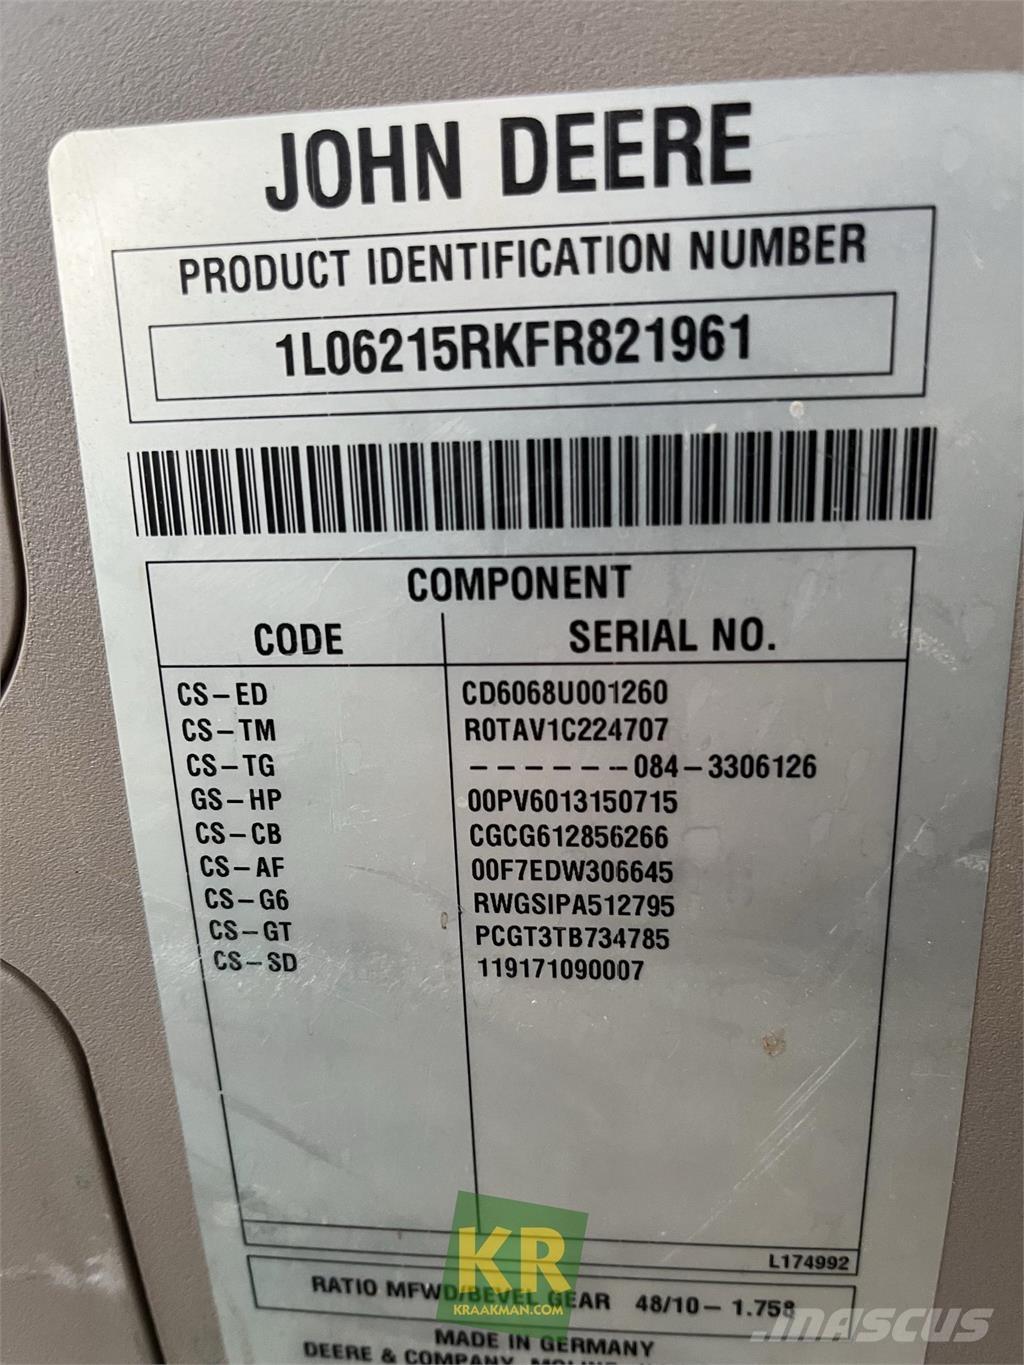 JOHN DEERE
PRODUCT IDENTIFICATION NUMBER
1L06215RKFR821961
COMPONENT
CODE SERIAL NO.
CS-ED CD6068U001260
CS-TM R0TAV1C224707
CS-TG ------084-3306126
GS-HP 00PV6013150715
CS-CB CGCG612856266
CS-AF 00F7EDW306645
CS-G6 RWGSIPA512795
CS-GT PCGT3TB734785
CS-SD 119171090007
L174992
RATIO MFWD/BEVEL GEAR 48/10-1.758
KR
KRAAKMAN.COM
MASCUS
MADE IN GERMANY
DEERE & COMPANY, MOLINE,